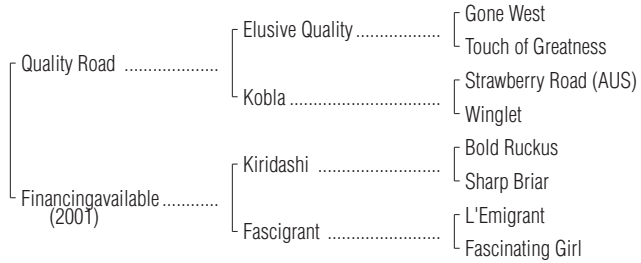 Gone West
Elusive Quality ..................
Touch of Greatness
Quality Road ....................
Strawberry Road (AUS)
Kobla ................................
Winglet
Bold Ruckus
Kiridashi ..........................
Sharp Briar
Financingavailable ............
(2001)
L'Emigrant
Fascigrant ........................
Fascinating Girl